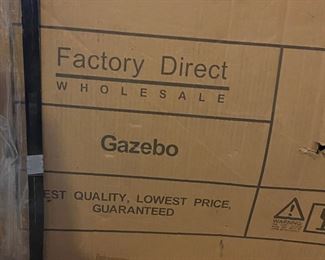 Factory Direct
WHOLESALE
Gazebo
EST QUALITY, LOWEST PRICE,
GUARANTEED
WARNING